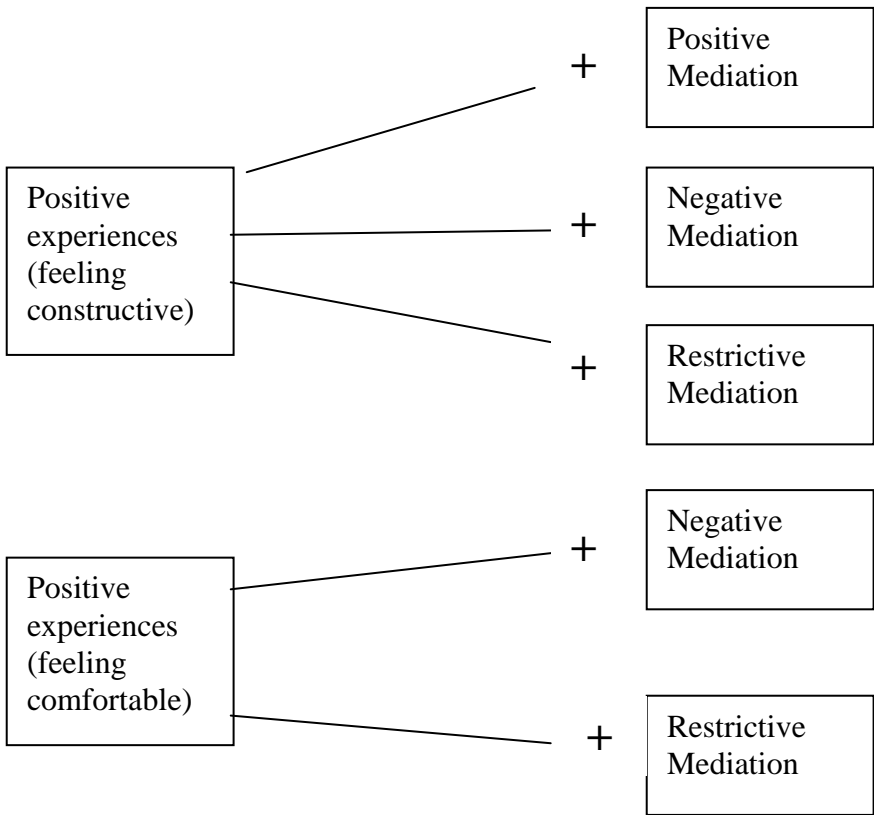 +
Positive
Mediation
Positive
experiences
(feeling
constructive)
+
Negative
Mediation
+
Restrictive
Mediation
Positive
experiences
(feeling
comfortable)
+
Negative
Mediation
+
Restrictive
Mediation